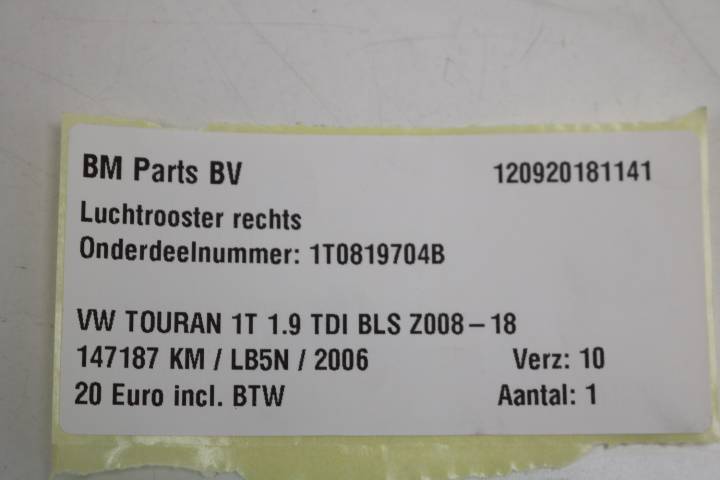 BM Parts BV 120920181141
Luchtrooster rechts
Onderdeelnummer: 1T0819704B
VW TOURAN 1T 1.9 TDI BLS Z008-18
147187 KM / LB5N / 2006 Verz: 10
20 Euro incl. BTW Aantal: 1